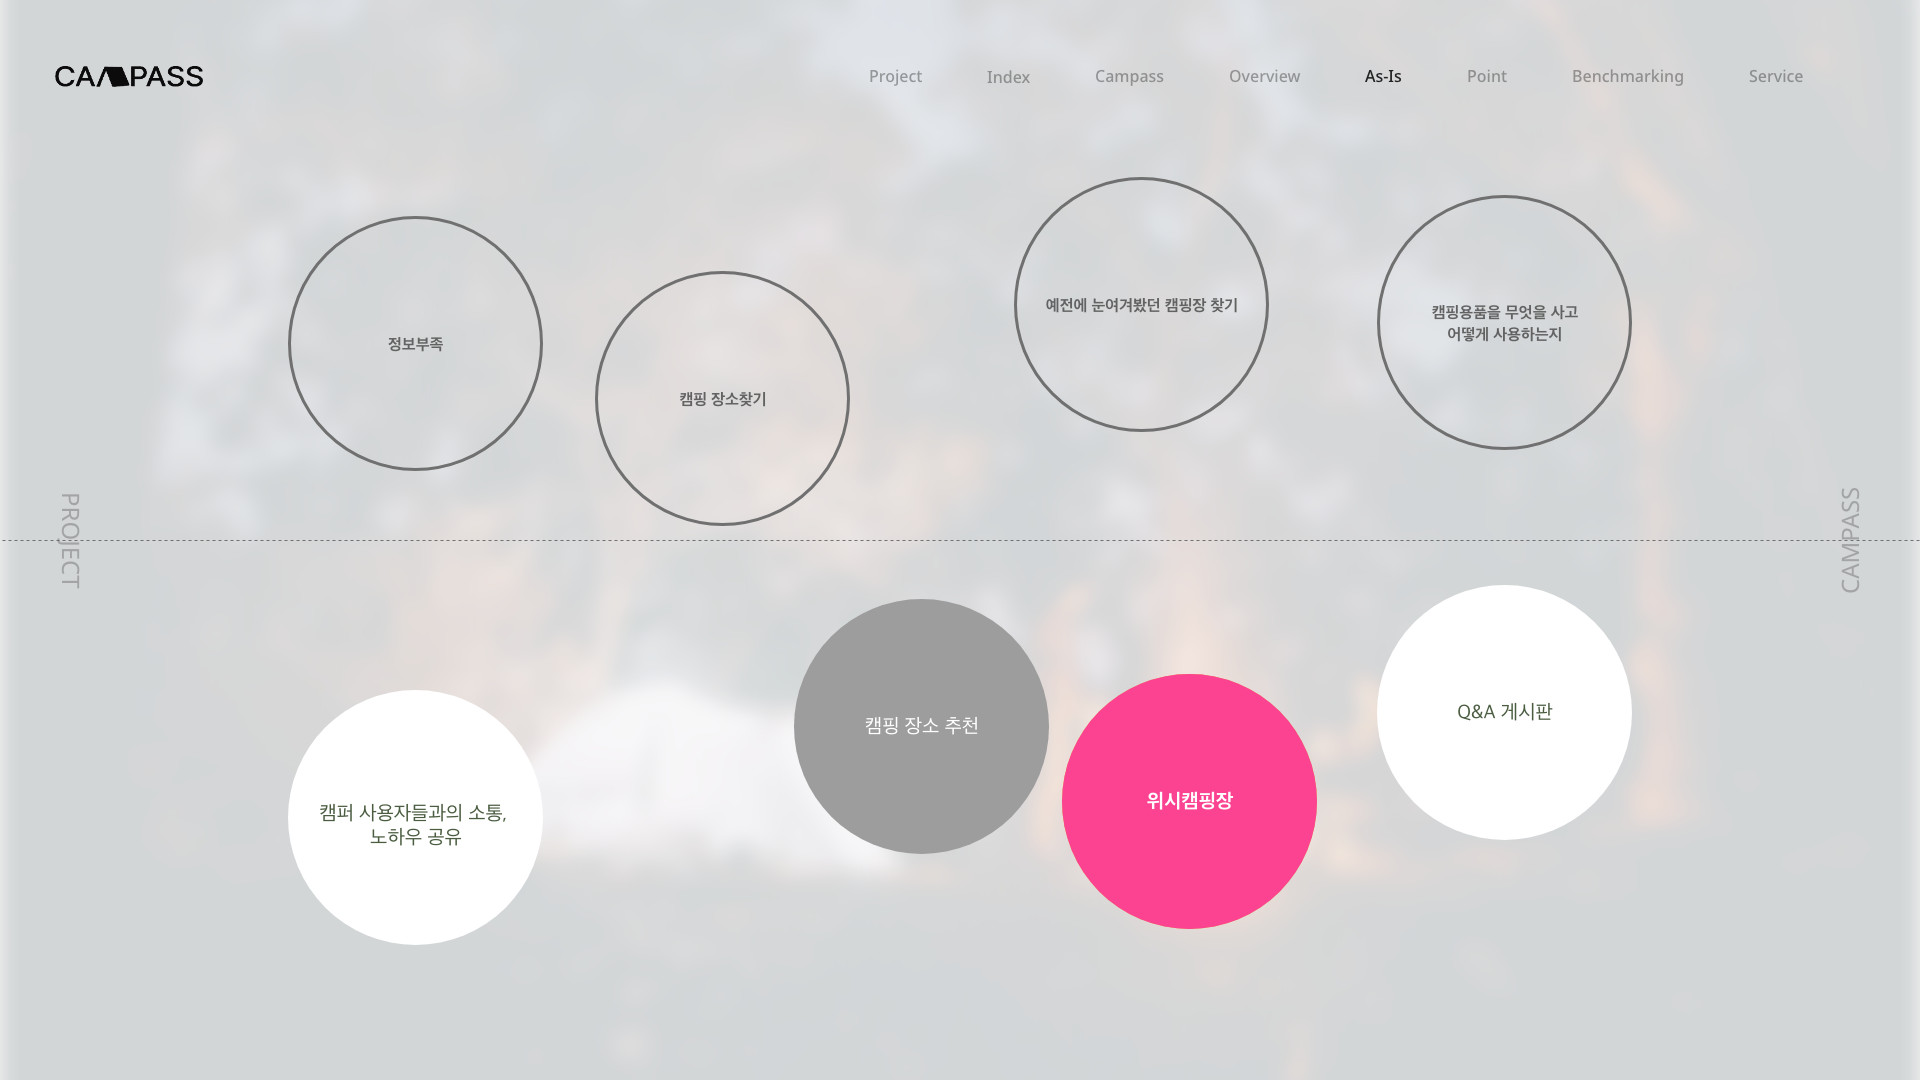 CAMPASS
Project
Index
Campass
Overview
As-Is
Point
Benchmarking
Service
정보부족
캠핑 장소찾기
예전에 눈여겨봤던 캠핑장 찾기
캠핑용품을 무엇을 사고
어떻게 사용하는지
PROJECT
CAMPASS
캠퍼 사용자들과의 소통,
노하우 공유
캠핑 장소 추천
위시캠핑장
Q&A 게시판